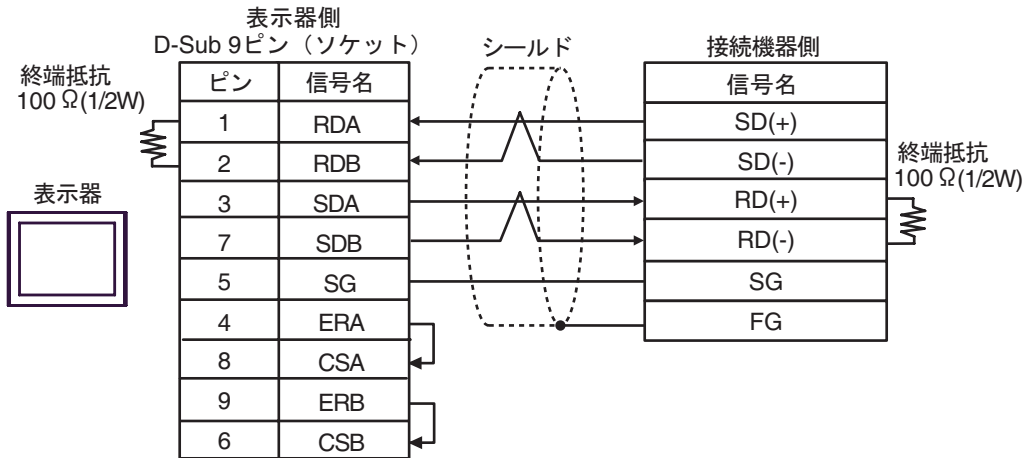 表示器側
D-Sub 9ピン（ソケット）
シールド
接続機器側
終端抵抗
100 Ω(1/2W)
表示器
ピン 信号名
1 RDA
2 RDB
3 SDA
7 SDB
5 SG
4 ERA
8 CSA
9 ERB
6 CSB
信号名
SD(+)
SD(-)
RD(+)
RD(-)
SG
FG
終端抵抗
100 Ω(1/2W)